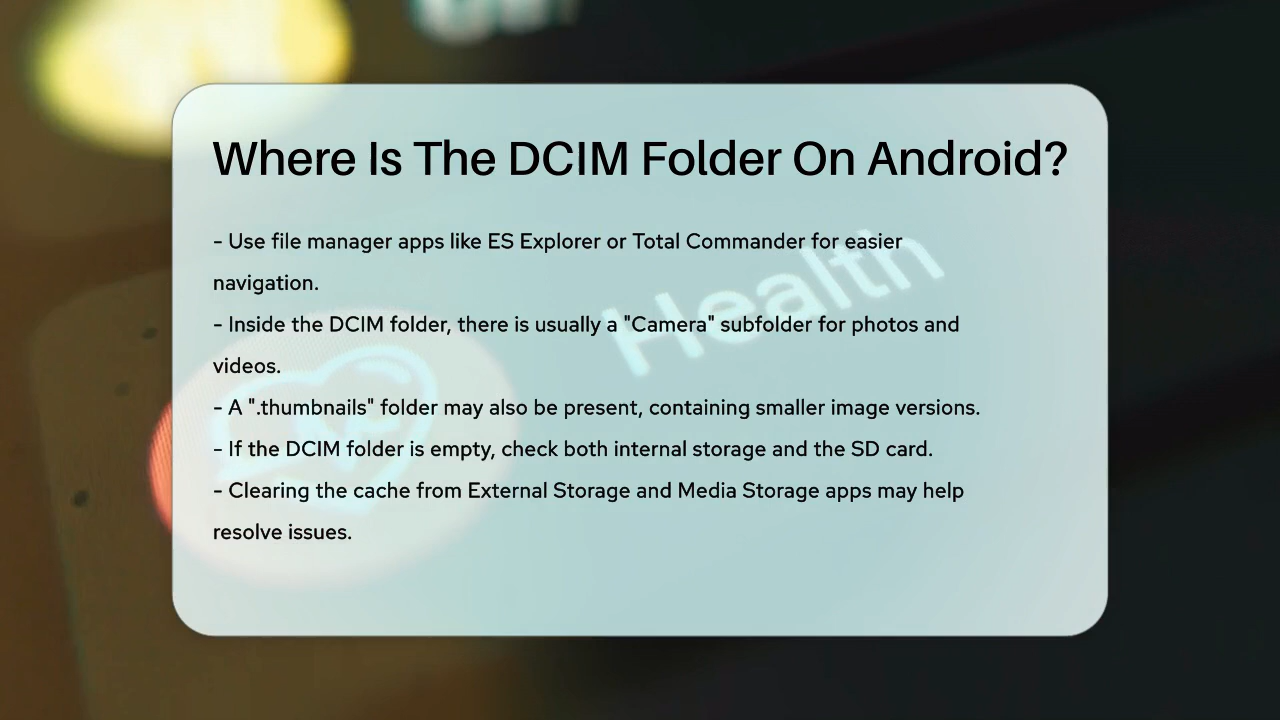 Where Is The DCIM Folder On Android?
- Use file manager apps like ES Explorer or Total Commander for easier
navigation.
- Inside the DCIM folder, there is usually a "Camera" subfolder for photos and
videos.
- A ".thumbnails" folder may also be present, containing smaller image versions.
- If the DCIM folder is empty, check both internal storage and the SD card.
- Clearing the cache from External Storage and Media Storage apps may help
resolve issues.
Health